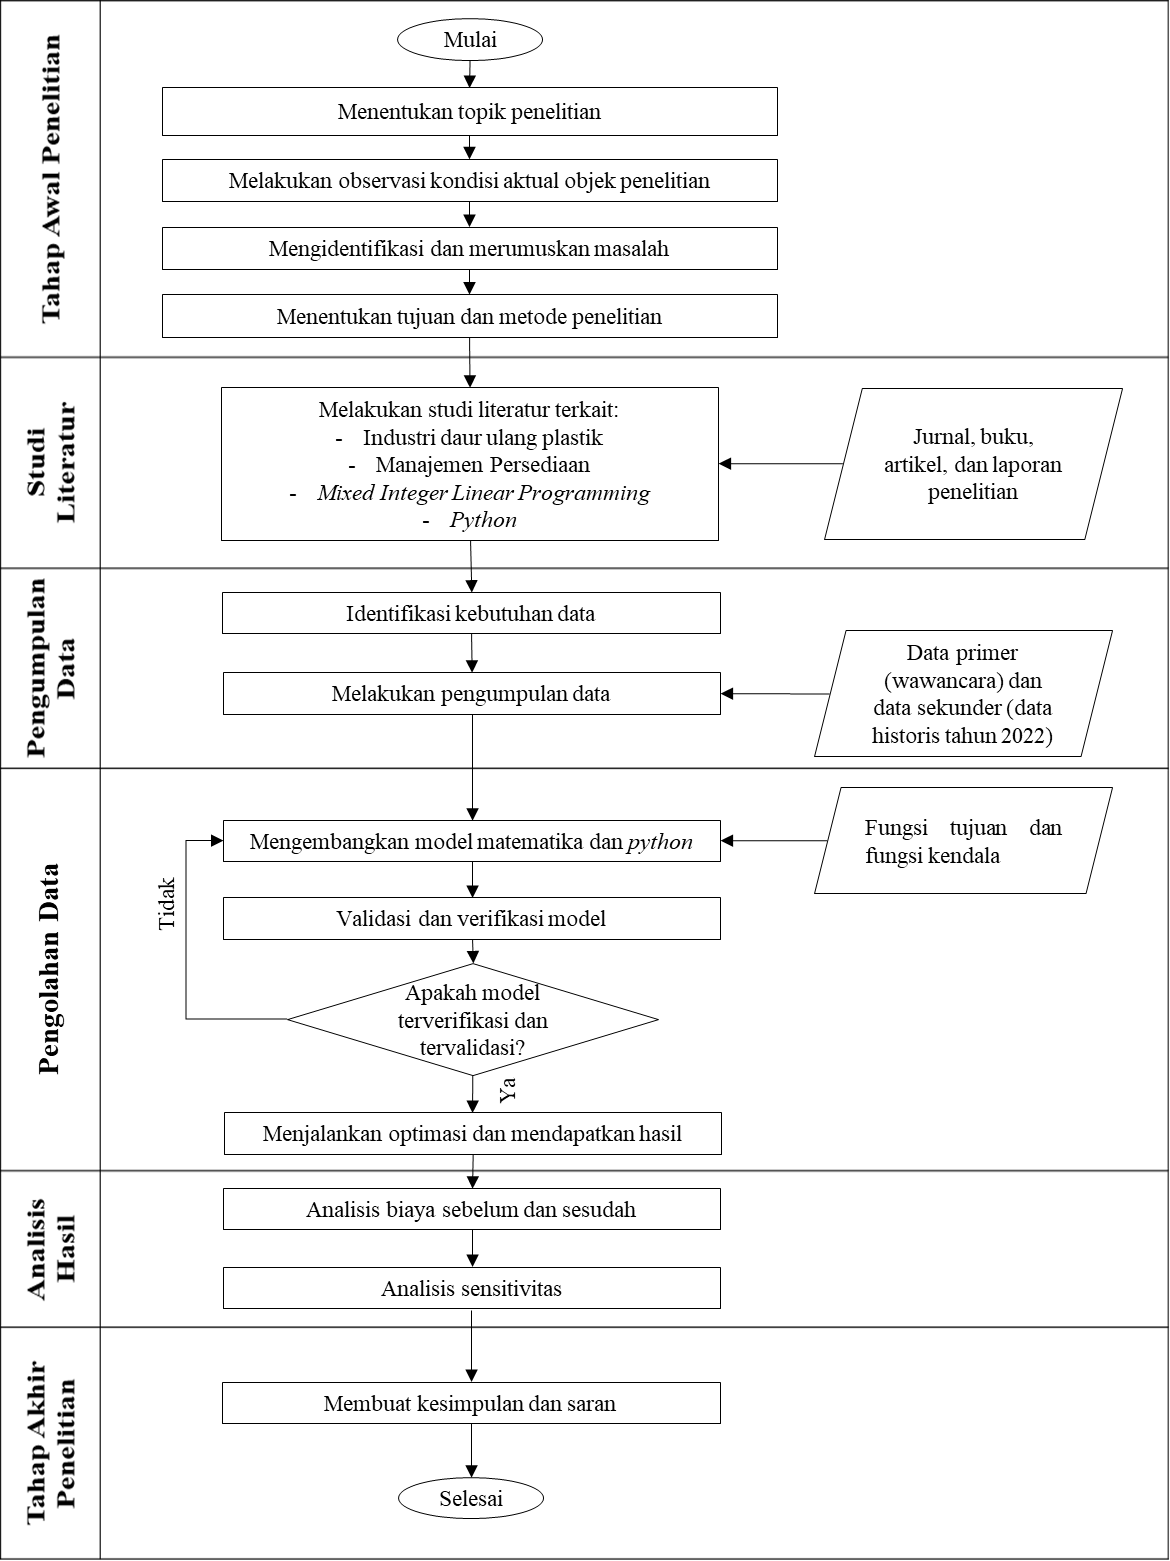 Tahap Awal Penelitian
Mulai
Menentukan topik penelitian
Melakukan observasi kondisi aktual objek penelitian
Mengidentifikasi dan merumuskan masalah
Menentukan tujuan dan metode penelitian
Studi
Literatur
Melakukan studi literatur terkait:
- Industri daur ulang plastik
- Manajemen Persediaan
- Mixed Integer Linear Programming
- Python
Jurnal, buku,
artikel, dan laporan
penelitian
Pengumpulan
Data
Identifikasi kebutuhan data
Melakukan pengumpulan data
Data primer
(wawancara) dan
data sekunder (data
historis tahun 2022)
Pengolahan Data
Mengembangkan model matematika dan python
Fungsi tujuan dan
fungsi kendala
Tidak
Validasi dan verifikasi model
Apakah model
terverifikasi dan
tervalidasi?
Ya
Menjalankan optimasi dan mendapatkan hasil
Analisis
Hasil
Analisis biaya sebelum dan sesudah
Analisis sensitivitas
Tahap Akhir
Penelitian
Membuat kesimpulan dan saran
Selesai